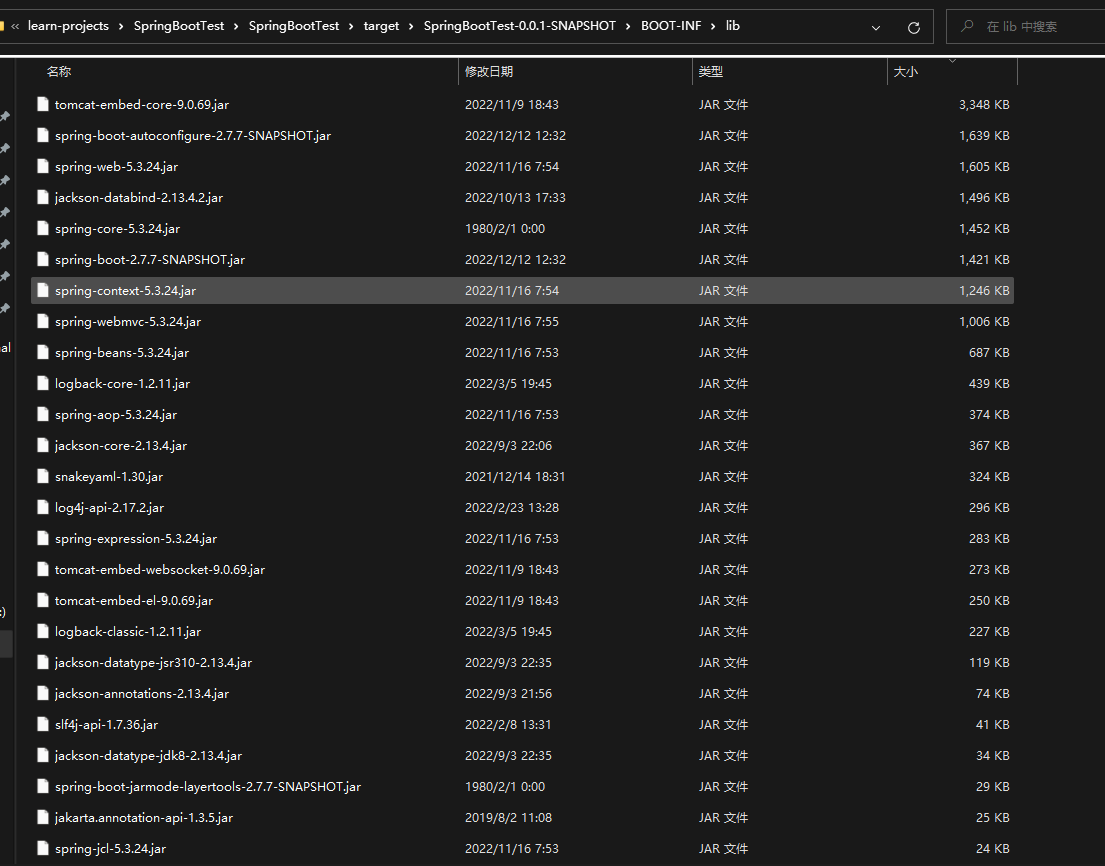 « learn-projects › SpringBootTest › SpringBootTest › target › SpringBootTest-0.0.1-SNAPSHOT › BOOT-INF › lib 在 lib 中搜索
名称 修改日期 类型 大小
tomcat-embed-core-9.0.69.jar 2022/11/9 18:43 JAR 文件 3,348 KB
spring-boot-autoconfigure-2.7.7-SNAPSHOT.jar 2022/12/12 12:32 JAR 文件 1,639 KB
spring-web-5.3.24.jar 2022/11/16 7:54 JAR 文件 1,605 KB
jackson-databind-2.13.4.2.jar 2022/10/13 17:33 JAR 文件 1,496 KB
spring-core-5.3.24.jar 1980/2/1 0:00 JAR 文件 1,452 KB
spring-boot-2.7.7-SNAPSHOT.jar 2022/12/12 12:32 JAR 文件 1,421 KB
spring-context-5.3.24.jar 2022/11/16 7:54 JAR 文件 1,246 KB
spring-webmvc-5.3.24.jar 2022/11/16 7:55 JAR 文件 1,006 KB
al
spring-beans-5.3.24.jar 2022/11/16 7:53 JAR 文件 687 KB
logback-core-1.2.11.jar 2022/3/5 19:45 JAR 文件 439 KB
spring-aop-5.3.24.jar 2022/11/16 7:53 JAR 文件 374 KB
jackson-core-2.13.4.jar 2022/9/3 22:06 JAR 文件 367 KB
snakeyaml-1.30.jar 2021/12/14 18:31 JAR 文件 324 KB
log4j-api-2.17.2.jar 2022/2/23 13:28 JAR 文件 296 KB
spring-expression-5.3.24.jar 2022/11/16 7:53 JAR 文件 283 KB
tomcat-embed-websocket-9.0.69.jar 2022/11/9 18:43 JAR 文件 273 KB
tomcat-embed-el-9.0.69.jar 2022/11/9 18:43 JAR 文件 250 KB
:)
logback-classic-1.2.11.jar 2022/3/5 19:45 JAR 文件 227 KB
jackson-datatype-jsr310-2.13.4.jar 2022/9/3 22:35 JAR 文件 119 KB
jackson-annotations-2.13.4.jar 2022/9/3 21:56 JAR 文件 74 KB
slf4j-api-1.7.36.jar 2022/2/8 13:31 JAR 文件 41 KB
jackson-datatype-jdk8-2.13.4.jar 2022/9/3 22:35 JAR 文件 34 KB
spring-boot-jarmode-layertools-2.7.7-SNAPSHOT.jar 1980/2/1 0:00 JAR 文件 29 KB
jakarta.annotation-api-1.3.5.jar 2019/8/2 11:08 JAR 文件 25 KB
spring-jcl-5.3.24.jar 2022/11/16 7:53 JAR 文件 24 KB